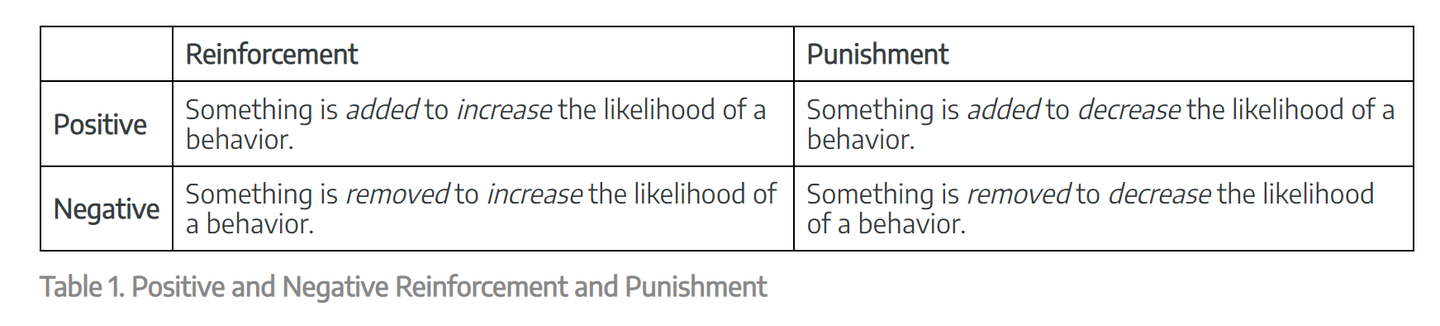 Reinforcement
Punishment
Positive
Something is added to increase the likelihood of a
behavior.
Something is added to decrease the likelihood of a
behavior.
Negative
Something is removed to increase the likelihood of
a behavior.
Something is removed to decrease the likelihood
of a behavior.
Table 1. Positive and Negative Reinforcement and Punishment